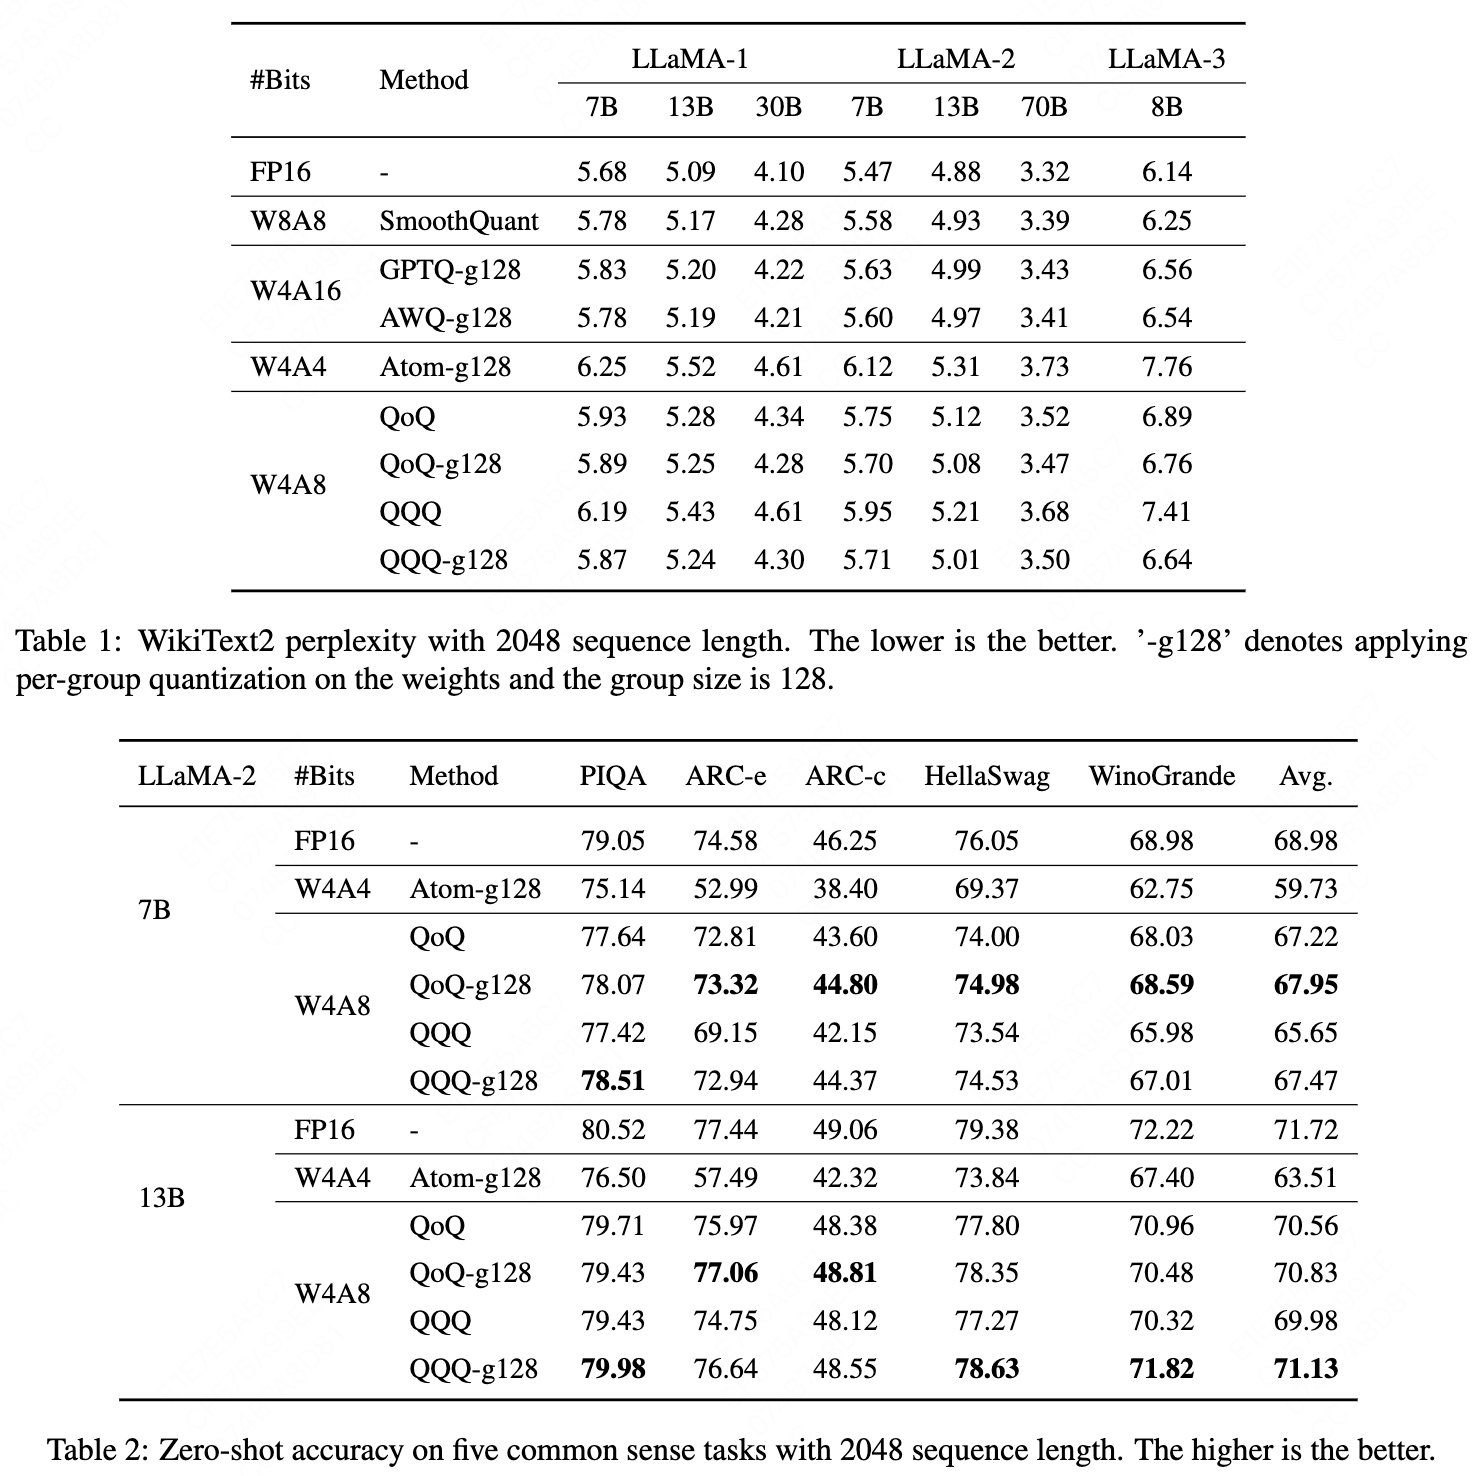 #Bits Method LLaMA-1 LLaMA-2 LLaMA-3
7B 13B 30B 7B 13B 70B 8B
FP16 - 5.68 5.09 4.10 5.47 4.88 3.32 6.14
W8A8 SmoothQuant 5.78 5.17 4.28 5.58 4.93 3.39 6.25
W4A16 GPTQ-g128 5.83 5.20 4.22 5.63 4.99 3.43 6.56
AWQ-g128 5.78 5.19 4.21 5.60 4.97 3.41 6.54
W4A4 Atom-g128 6.25 5.52 4.61 6.12 5.31 3.73 7.76
W4A8 QoQ 5.93 5.28 4.34 5.75 5.12 3.52 6.89
QoQ-g128 5.89 5.25 4.28 5.70 5.08 3.47 6.76
QQQ 6.19 5.43 4.61 5.95 5.21 3.68 7.41
QQQ-g128 5.87 5.24 4.30 5.71 5.01 3.50 6.64
Table 1: WikiText2 perplexity with 2048 sequence length. The lower is the better. ’-g128’ denotes applying
per-group quantization on the weights and the group size is 128.
LLaMA-2 #Bits Method PIQA ARC-e ARC-c HellaSwag WinoGrande Avg.
7B FP16 - 79.05 74.58 46.25 76.05 68.98 68.98
W4A4 Atom-g128 75.14 52.99 38.40 69.37 62.75 59.73
W4A8 QoQ 77.64 72.81 43.60 74.00 68.03 67.22
QoQ-g128 78.07 73.32 44.80 74.98 68.59 67.95
QQQ 77.42 69.15 42.15 73.54 65.98 65.65
QQQ-g128 78.51 72.94 44.37 74.53 67.01 67.47
13B FP16 - 80.52 77.44 49.06 79.38 72.22 71.72
W4A4 Atom-g128 76.50 57.49 42.32 73.84 67.40 63.51
W4A8 QoQ 79.71 75.97 48.38 77.80 70.96 70.56
QoQ-g128 79.43 77.06 48.81 78.35 70.48 70.83
QQQ 79.43 74.75 48.12 77.27 70.32 69.98
QQQ-g128 79.98 76.64 48.55 78.63 71.82 71.13
Table 2: Zero-shot accuracy on five common sense tasks with 2048 sequence length. The higher is the better.